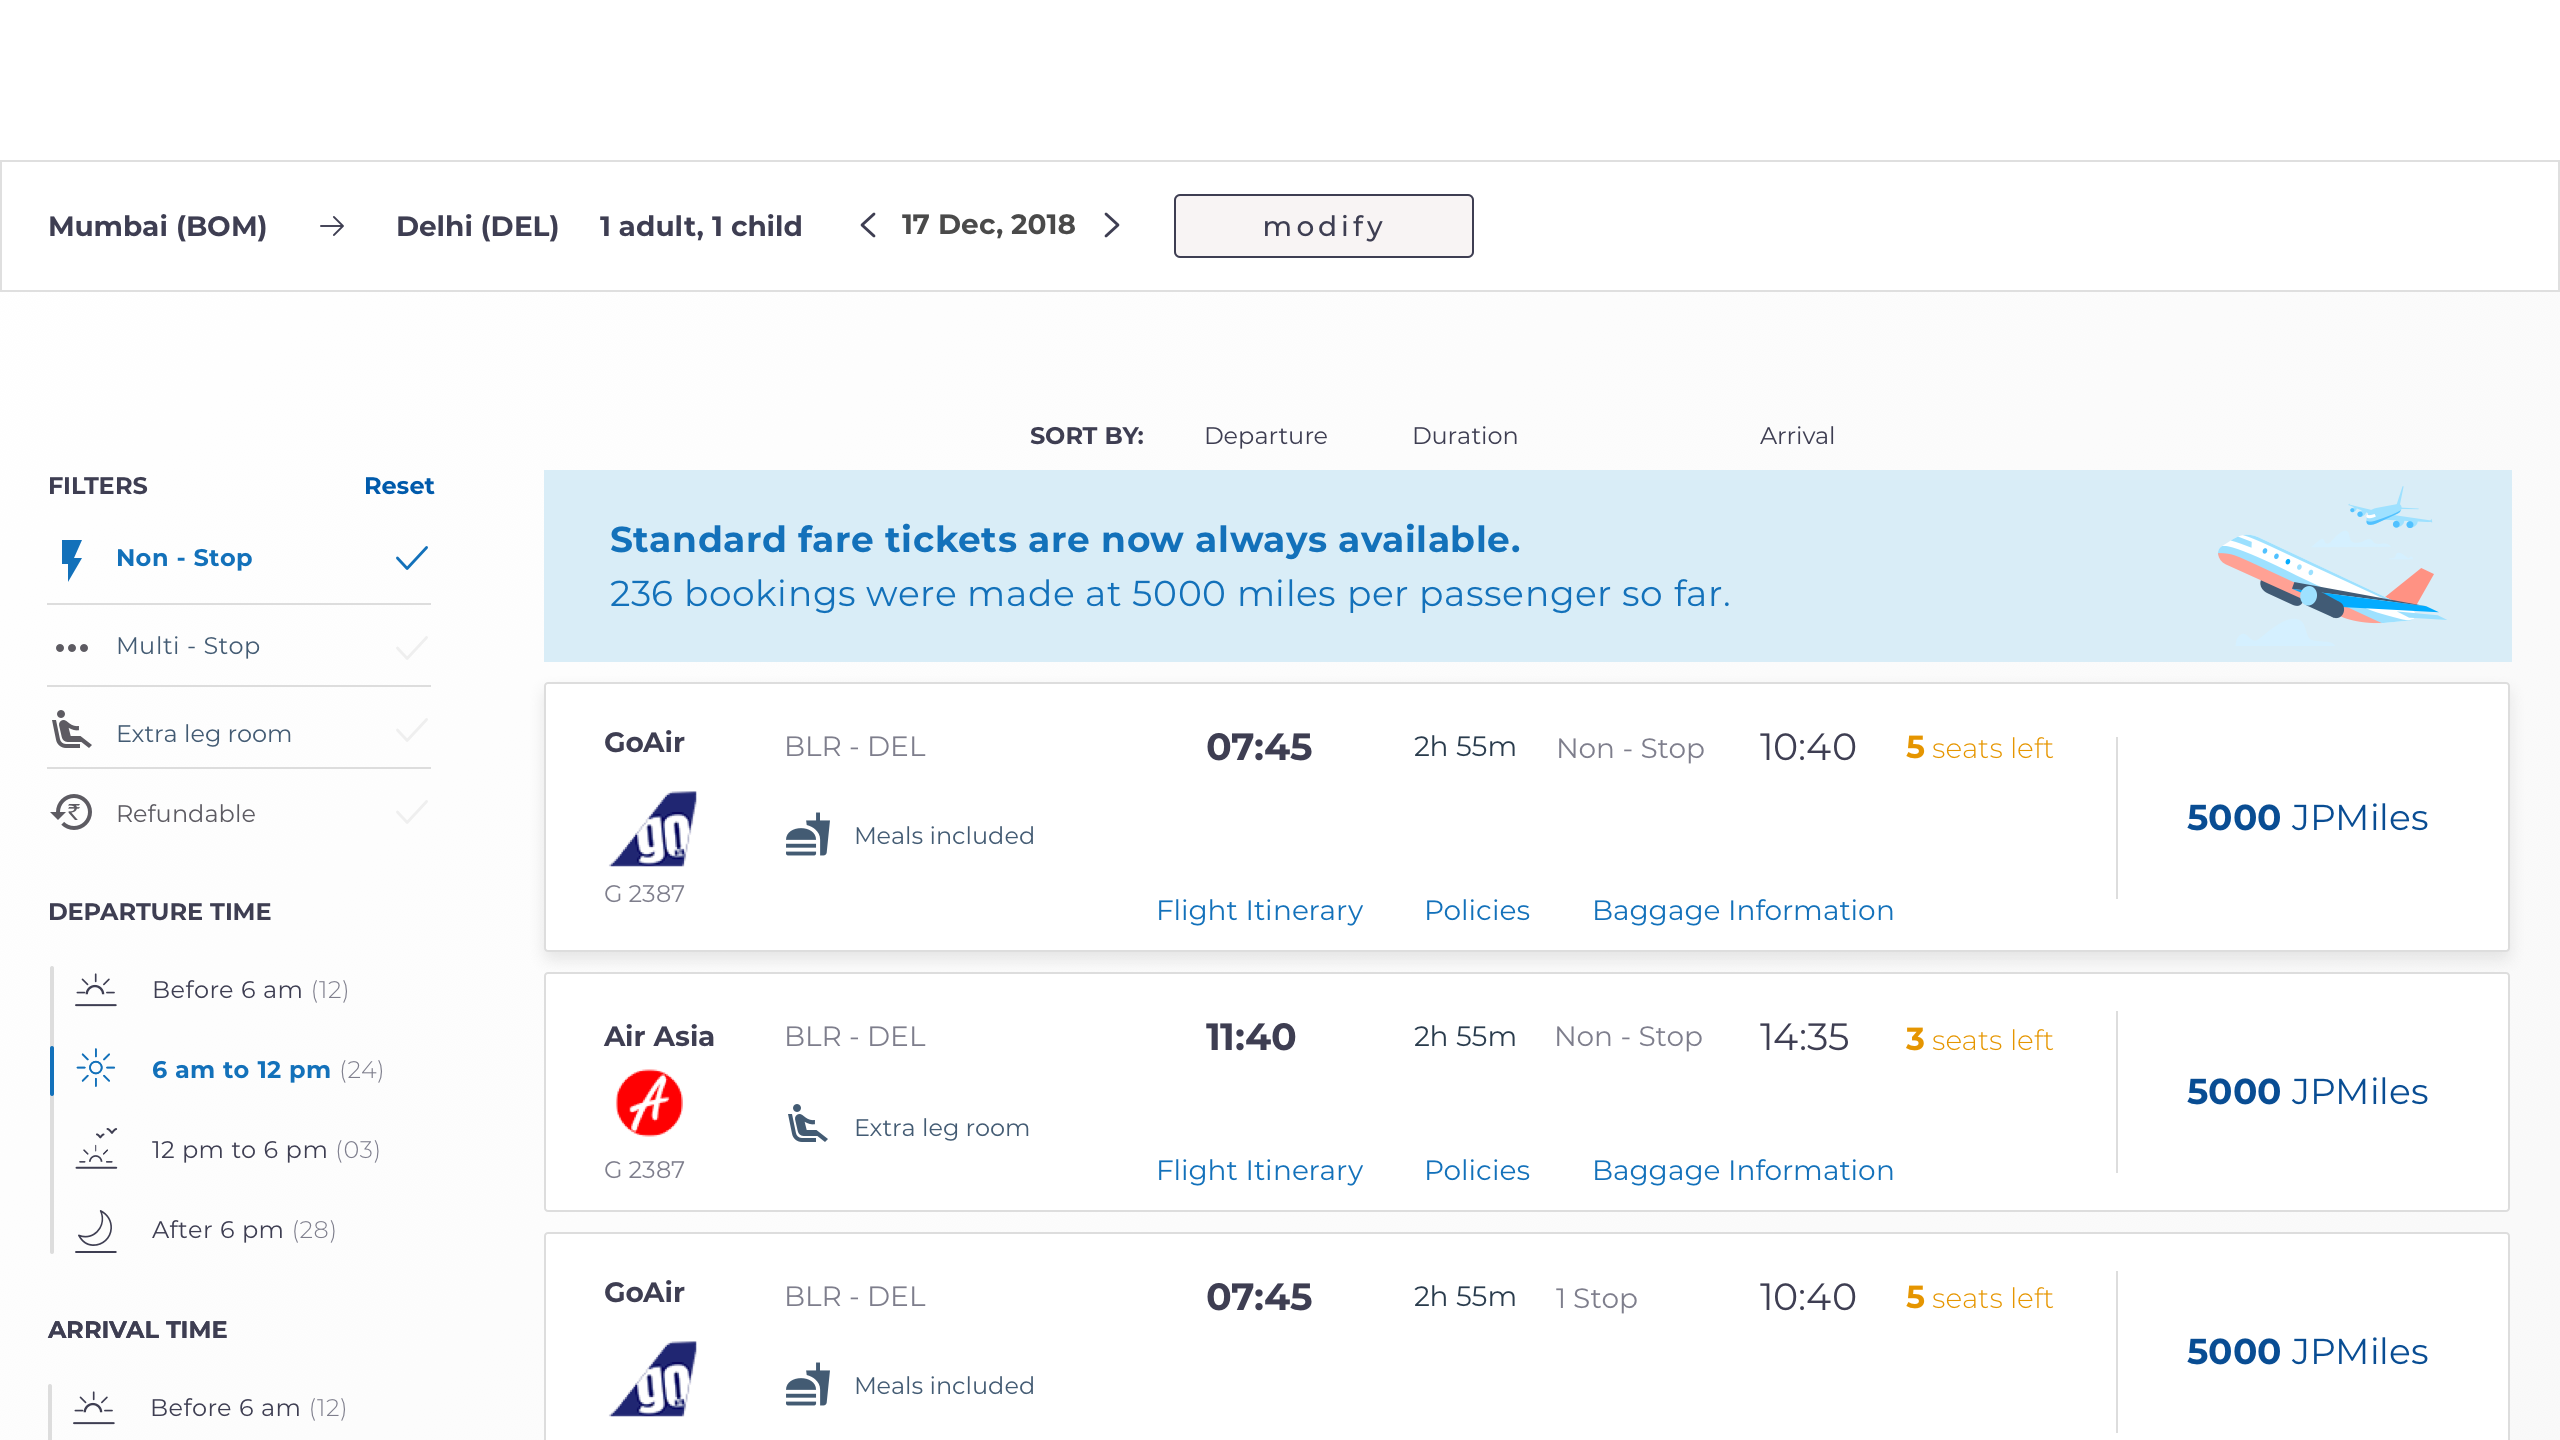 Mumbai (BOM) → Delhi (DEL) 1 adult, 1 child < 17 Dec, 2018 > modify
SORT BY: Departure Duration Arrival
FILTERS Reset
Non - Stop
Multi - Stop
Extra leg room
Refundable
DEPARTURE TIME
Before 6 am (12)
6 am to 12 pm (24)
12 pm to 6 pm (03)
After 6 pm (28)
ARRIVAL TIME
Before 6 am (12)
Standard fare tickets are now always available.
236 bookings were made at 5000 miles per passenger so far.
GoAir BLR - DEL 07:45 2h 55m Non - Stop 10:40 5 seats left
5000 JPMiles
go
Meals included
G 2387
Flight Itinerary Policies Baggage Information
Air Asia BLR - DEL 11:40 2h 55m Non - Stop 14:35 3 seats left
5000 JPMiles
A
Extra leg room
G 2387
Flight Itinerary Policies Baggage Information
GoAir BLR - DEL 07:45 2h 55m 1 Stop 10:40 5 seats left
5000 JPMiles
go
Meals included